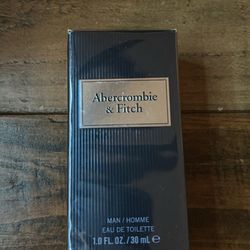 Abercrombie
& Fitch
MAN / HOMME
EAU DE TOILETTE
1.0 FL. OZ. / 30 mL ℮